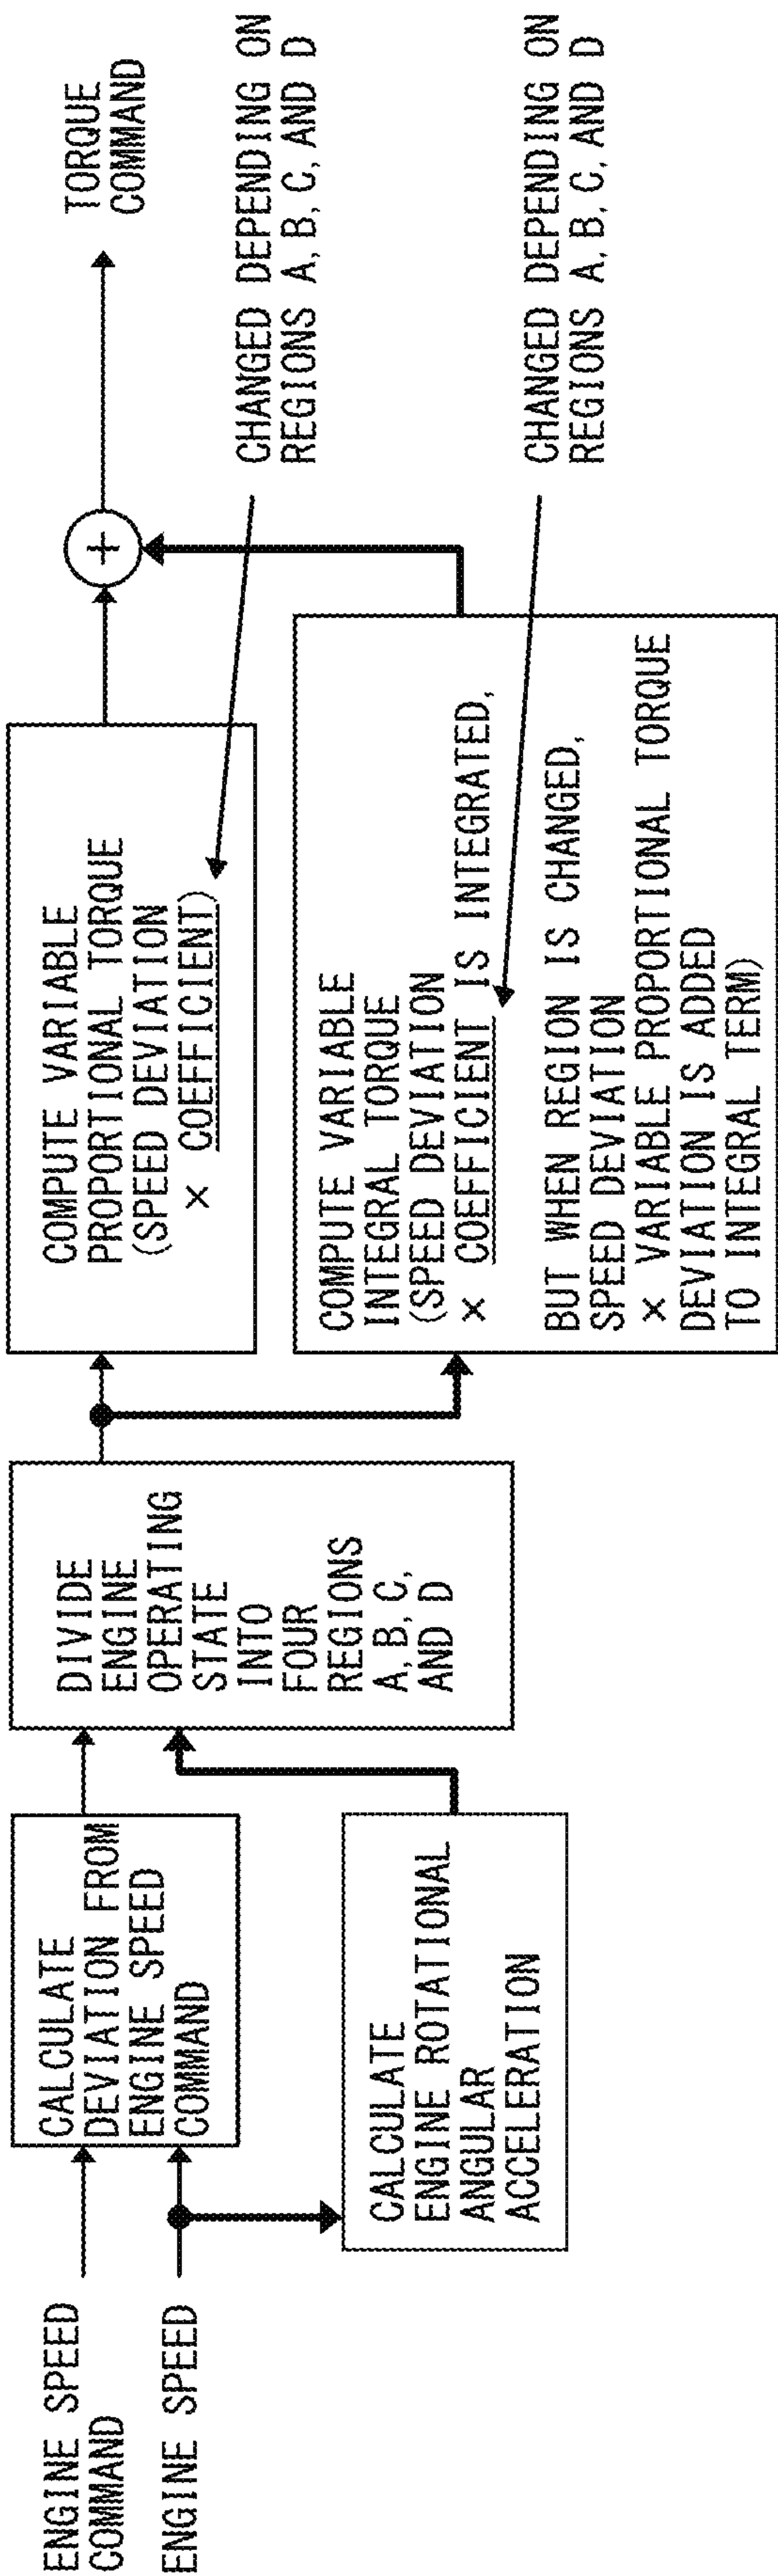 ENGINE SPEED
COMMAND
ENGINE SPEED
CALCULATE
DEVIATION FROM
ENGINE SPEED
COMMAND
CALCULATE
ENGINE ROTATIONAL
ANGULAR
ACCELERATION
DIVIDE
ENGINE
OPERATING
STATE
INTO
FOUR
REGIONS
A, B, C,
AND D
COMPUTE VARIABLE
PROPORTIONAL TORQUE
(SPEED DEVIATION
× COEFFICIENT)
COMPUTE VARIABLE
INTEGRAL TORQUE
(SPEED DEVIATION
× COEFFICIENT IS INTEGRATED,
BUT WHEN REGION IS CHANGED,
SPEED DEVIATION
× VARIABLE PROPORTIONAL TORQUE
DEVIATION IS ADDED
TO INTEGRAL TERM)
+
TORQUE
COMMAND
CHANGED DEPENDING ON
REGIONS A, B, C, AND D
CHANGED DEPENDING ON
REGIONS A, B, C, AND D